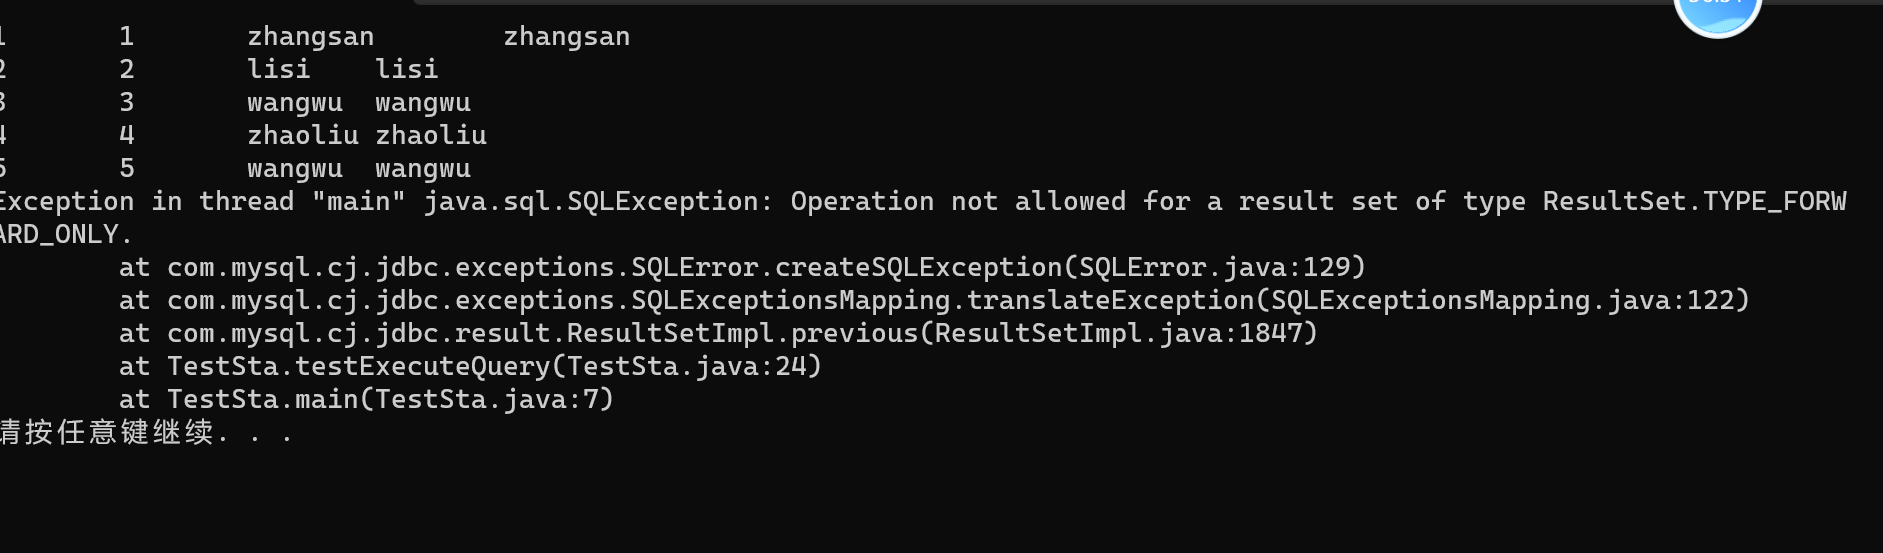 1 1 zhangsan zhangsan
2 2 lisi lisi
3 3 wangwu wangwu
4 4 zhaoliu zhaoliu
5 5 wangwu wangwu
Exception in thread "main" java.sql.SQLException: Operation not allowed for a result set of type ResultSet.TYPE_FORW
ARD_ONLY.
at com.mysql.cj.jdbc.exceptions.SQLError.createSQLException(SQLError.java:129)
at com.mysql.cj.jdbc.exceptions.SQLExceptionsMapping.translateException(SQLExceptionsMapping.java:122)
at com.mysql.cj.jdbc.result.ResultSetImpl.previous(ResultSetImpl.java:1847)
at TestSta.testExecuteQuery(TestSta.java:24)
at TestSta.main(TestSta.java:7)
请按任意键继续. . .